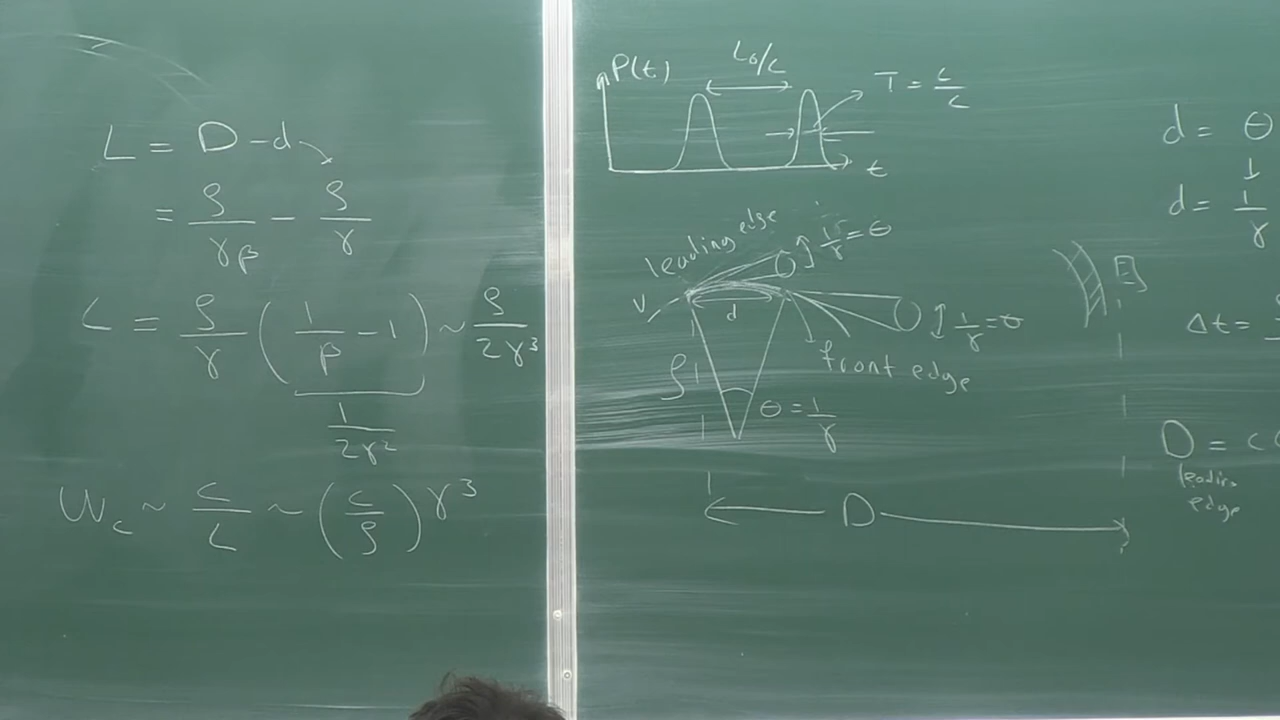 L = D - d
= ρ/γβ - ρ/γ
L = ρ/γ (1/β - 1) ~ ρ/2γ³
1/2γ²
ω_c ~ c/L ~ (c/ρ) γ³
P(t)
L₀/c
T = L/c
t
leading edge
1/γ = θ
v
d
1/γ = θ
front edge
ρ
θ = 1/γ
D
d = θ
d = 1/γ
Δt =
D = c
leading
edge